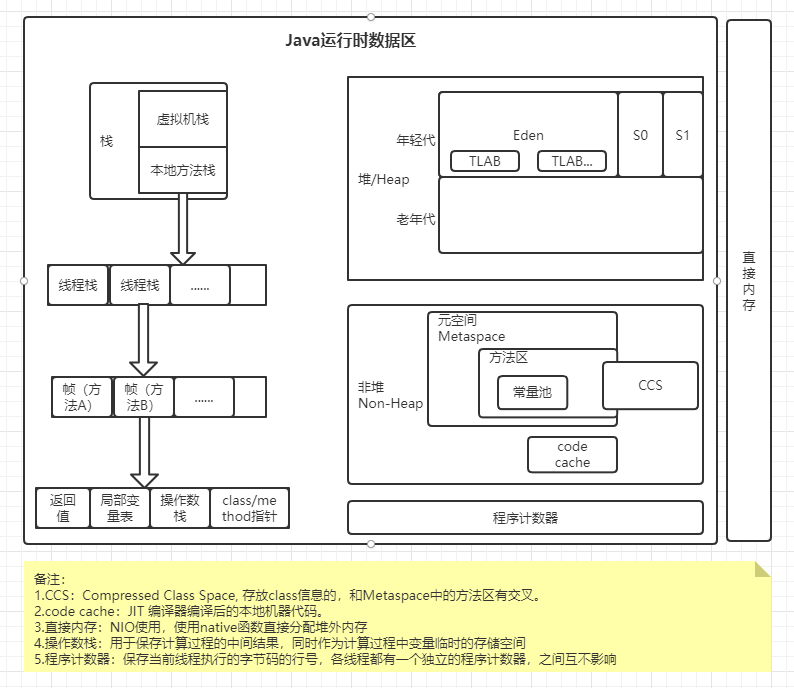 Java运行时数据区
栈
虚拟机栈
本地方法栈
线程栈
线程栈
......
帧（方
法A）
帧（方
法B）
......
返回
值
局部变
量表
操作数
栈
class/me
thod指针
堆/Heap
年轻代
Eden
TLAB
TLAB...
S0
S1
老年代
非堆
Non-Heap
元空间
Metaspace
方法区
常量池
CCS
code
cache
程序计数器
直
接
内
存
备注：
1.CCS：Compressed Class Space, 存放class信息的，和Metaspace中的方法区有交叉。
2.code cache：JIT 编译器编译后的本地机器代码。
3.直接内存：NIO使用，使用native函数直接分配堆外内存
4.操作数栈：用于保存计算过程的中间结果，同时作为计算过程中变量临时的存储空间
5.程序计数器：保存当前线程执行的字节码的行号，各线程都有一个独立的程序计数器，之间互不影响